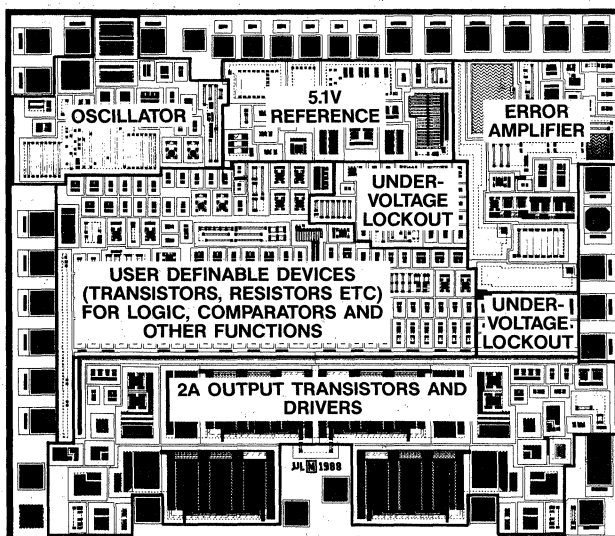 OSCILLATOR
5.1V
REFERENCE
ERROR
AMPLIFIER
UNDER-
VOLTAGE
LOCKOUT
USER DEFINABLE DEVICES
(TRANSISTORS, RESISTORS ETC)
FOR LOGIC, COMPARATORS AND
OTHER FUNCTIONS
UNDER-
VOLTAGE
LOCKOUT
2A OUTPUT TRANSISTORS AND
DRIVERS
M 1988